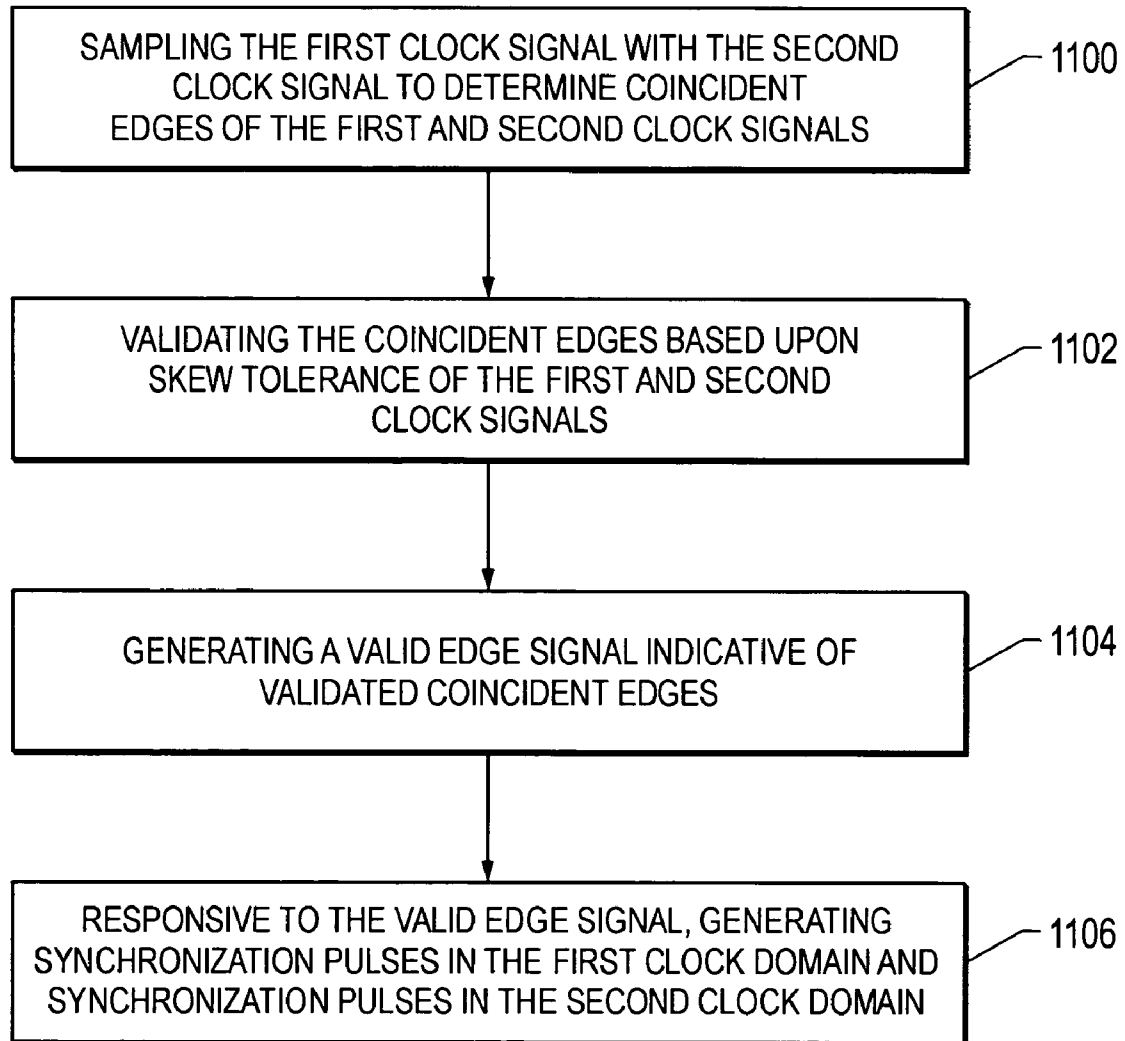 SAMPLING THE FIRST CLOCK SIGNAL WITH THE SECOND
CLOCK SIGNAL TO DETERMINE COINCIDENT
EDGES OF THE FIRST AND SECOND CLOCK SIGNALS
1100
VALIDATING THE COINCIDENT EDGES BASED UPON
SKEW TOLERANCE OF THE FIRST AND SECOND
CLOCK SIGNALS
1102
GENERATING A VALID EDGE SIGNAL INDICATIVE OF
VALIDATED COINCIDENT EDGES
1104
RESPONSIVE TO THE VALID EDGE SIGNAL, GENERATING
SYNCHRONIZATION PULSES IN THE FIRST CLOCK DOMAIN AND
SYNCHRONIZATION PULSES IN THE SECOND CLOCK DOMAIN
1106